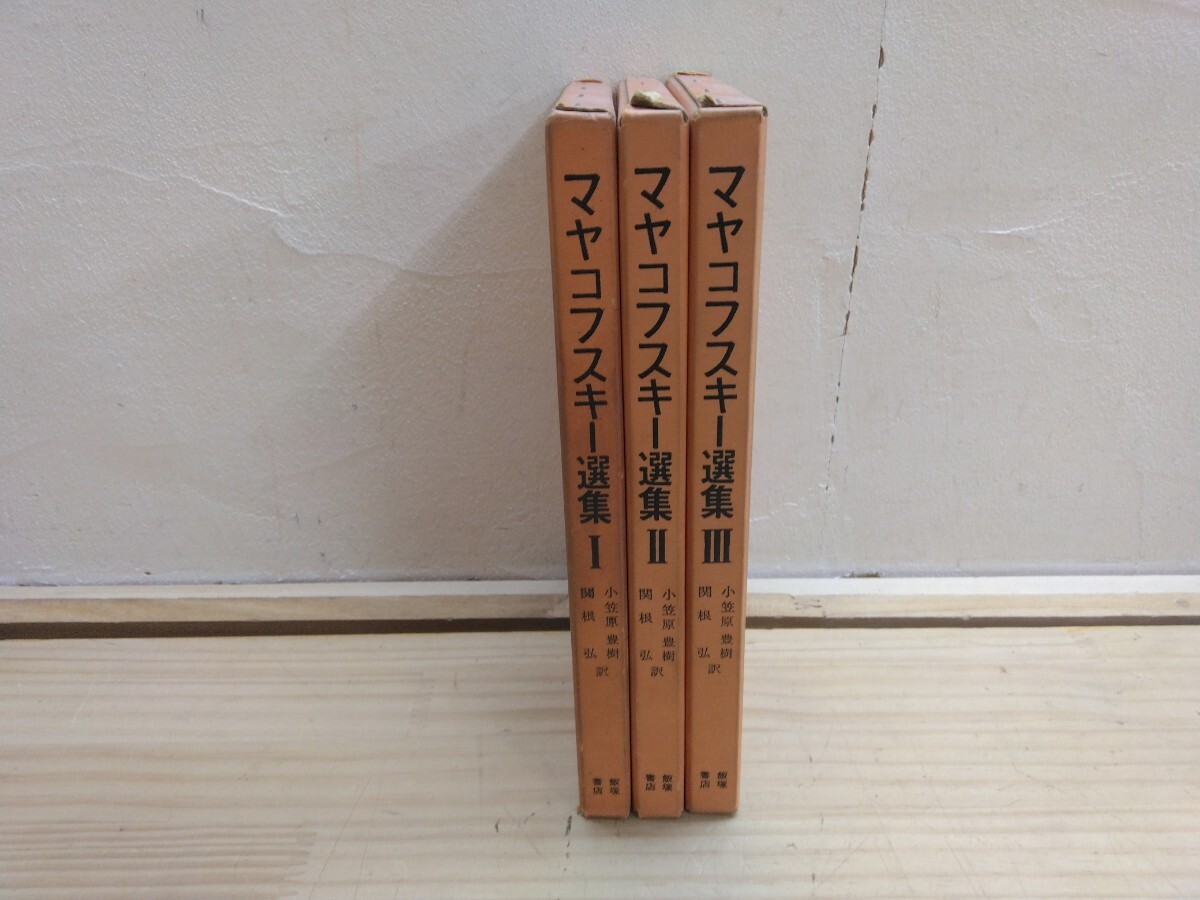 マヤコフスキー選集 Ⅰ
小笠原豊樹
関根弘
訳
飯塚
書店
マヤコフスキー選集 Ⅱ
小笠原豊樹
関根弘
訳
飯塚
書店
マヤコフスキー選集 Ⅲ
小笠原豊樹
関根弘
訳
飯塚
書店